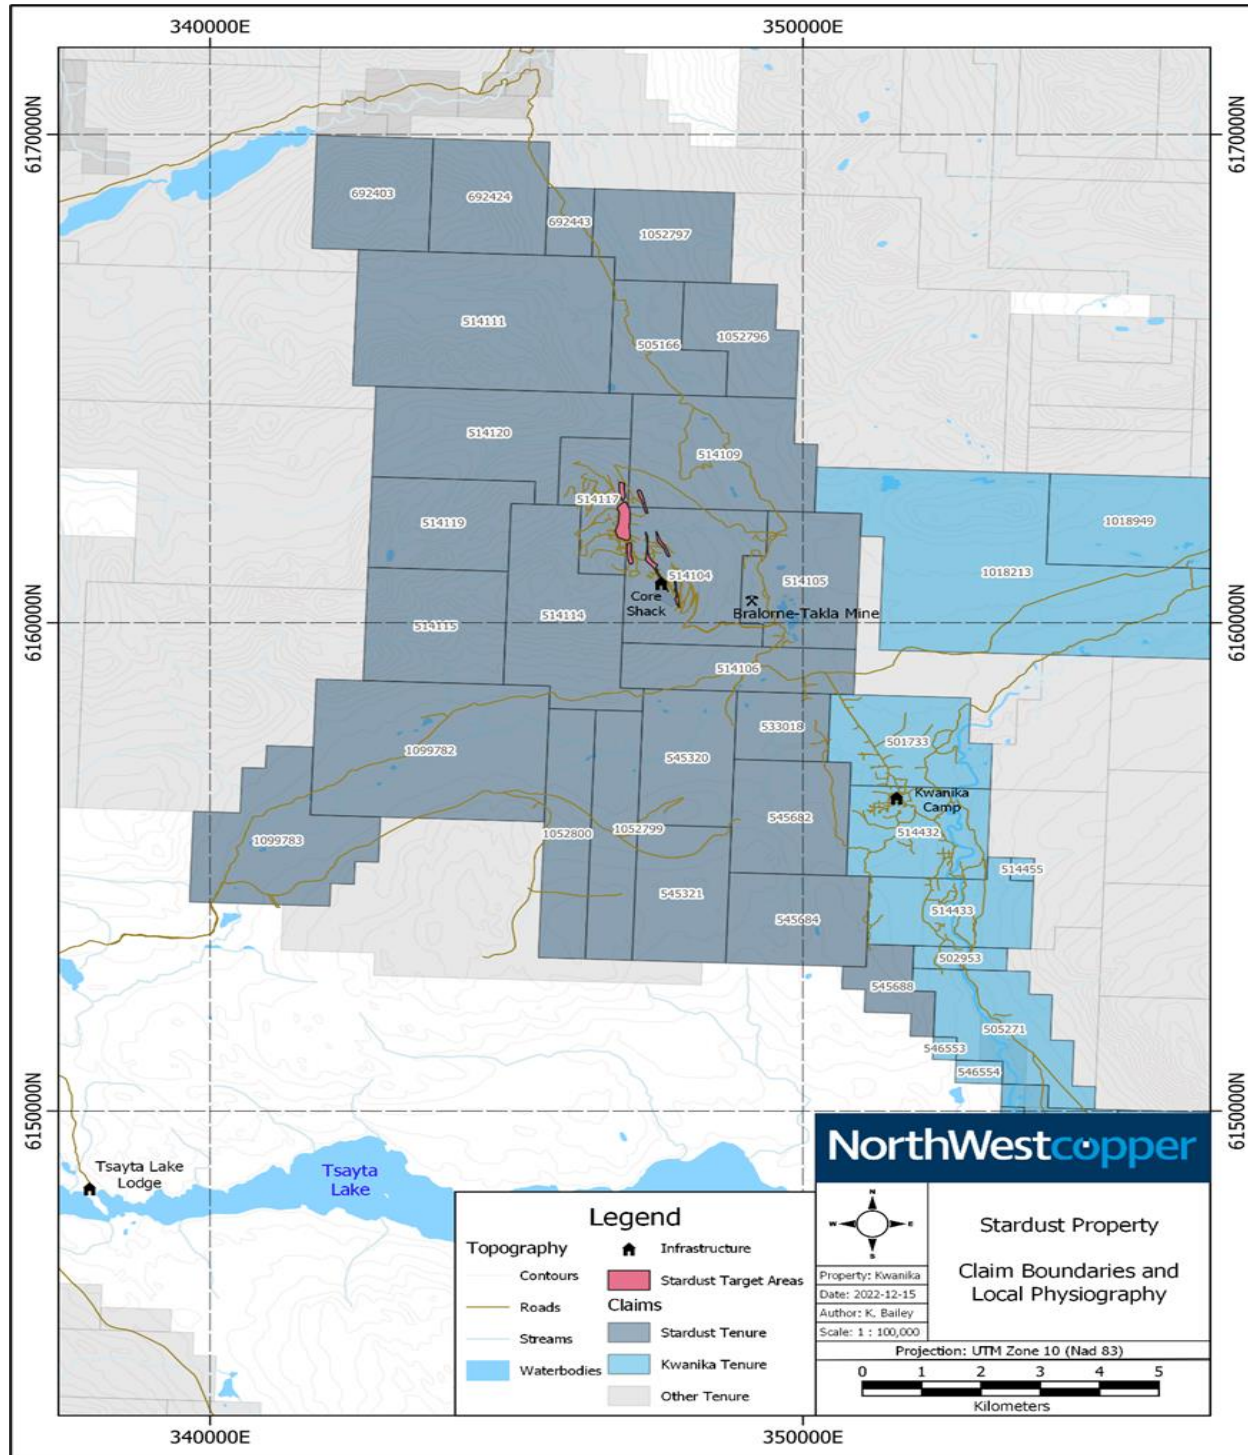 340000E
350000E
6170000N
6170000N
692403
692424
692443
1052797
514111
505166
1052796
514120
514109
514117
514119
1018949
1018213
514104
514105
Core
Shack
Bralorne-Takla Mine
514114
514115
6160000N
6160000N
514106
533018
501733
1099782
545320
Kwanika
Camp
545682
514432
1099783
1052800
1052799
514455
545321
514433
545684
502953
545688
505271
546553
546554
6150000N
6150000N
Tsayta Lake
Lodge
Tsayta
Lake
NorthWestcopper
N
W
E
S
Stardust Property
Claim Boundaries and
Local Physiography
Property: Kwanika
Date: 2022-12-15
Author: K. Bailey
Scale: 1 : 100,000
Projection: UTM Zone 10 (Nad 83)
0 1 2 3 4 5
Kilometers
Legend
Topography
Contours
Roads
Streams
Waterbodies
Infrastructure
Stardust Target Areas
Claims
Stardust Tenure
Kwanika Tenure
Other Tenure
340000E
350000E